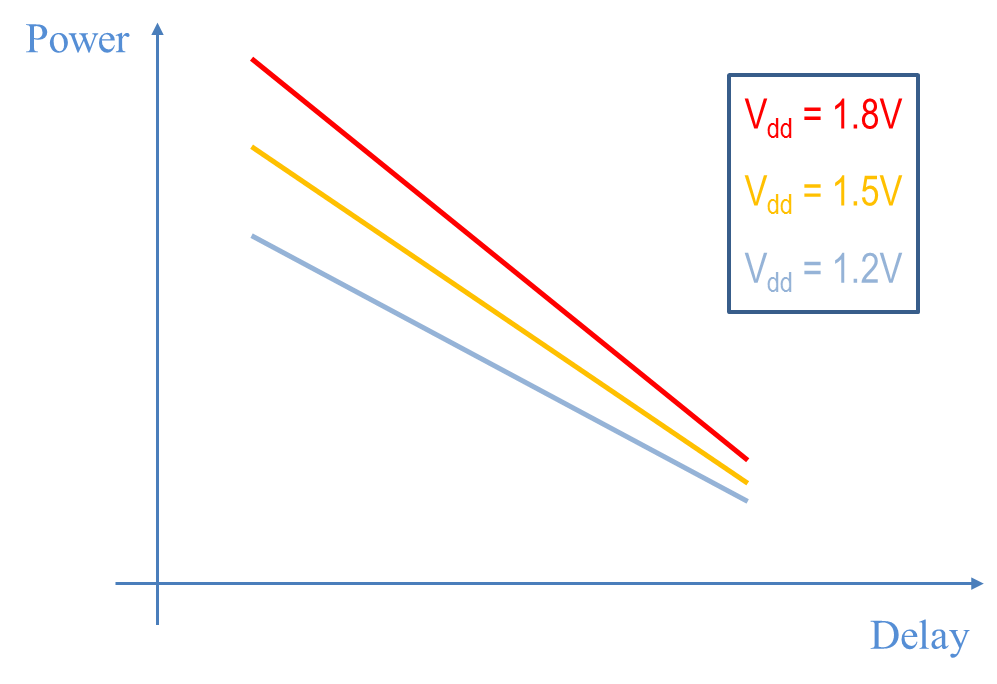 Power
Vdd = 1.8V
Vdd = 1.5V
Vdd = 1.2V
Delay